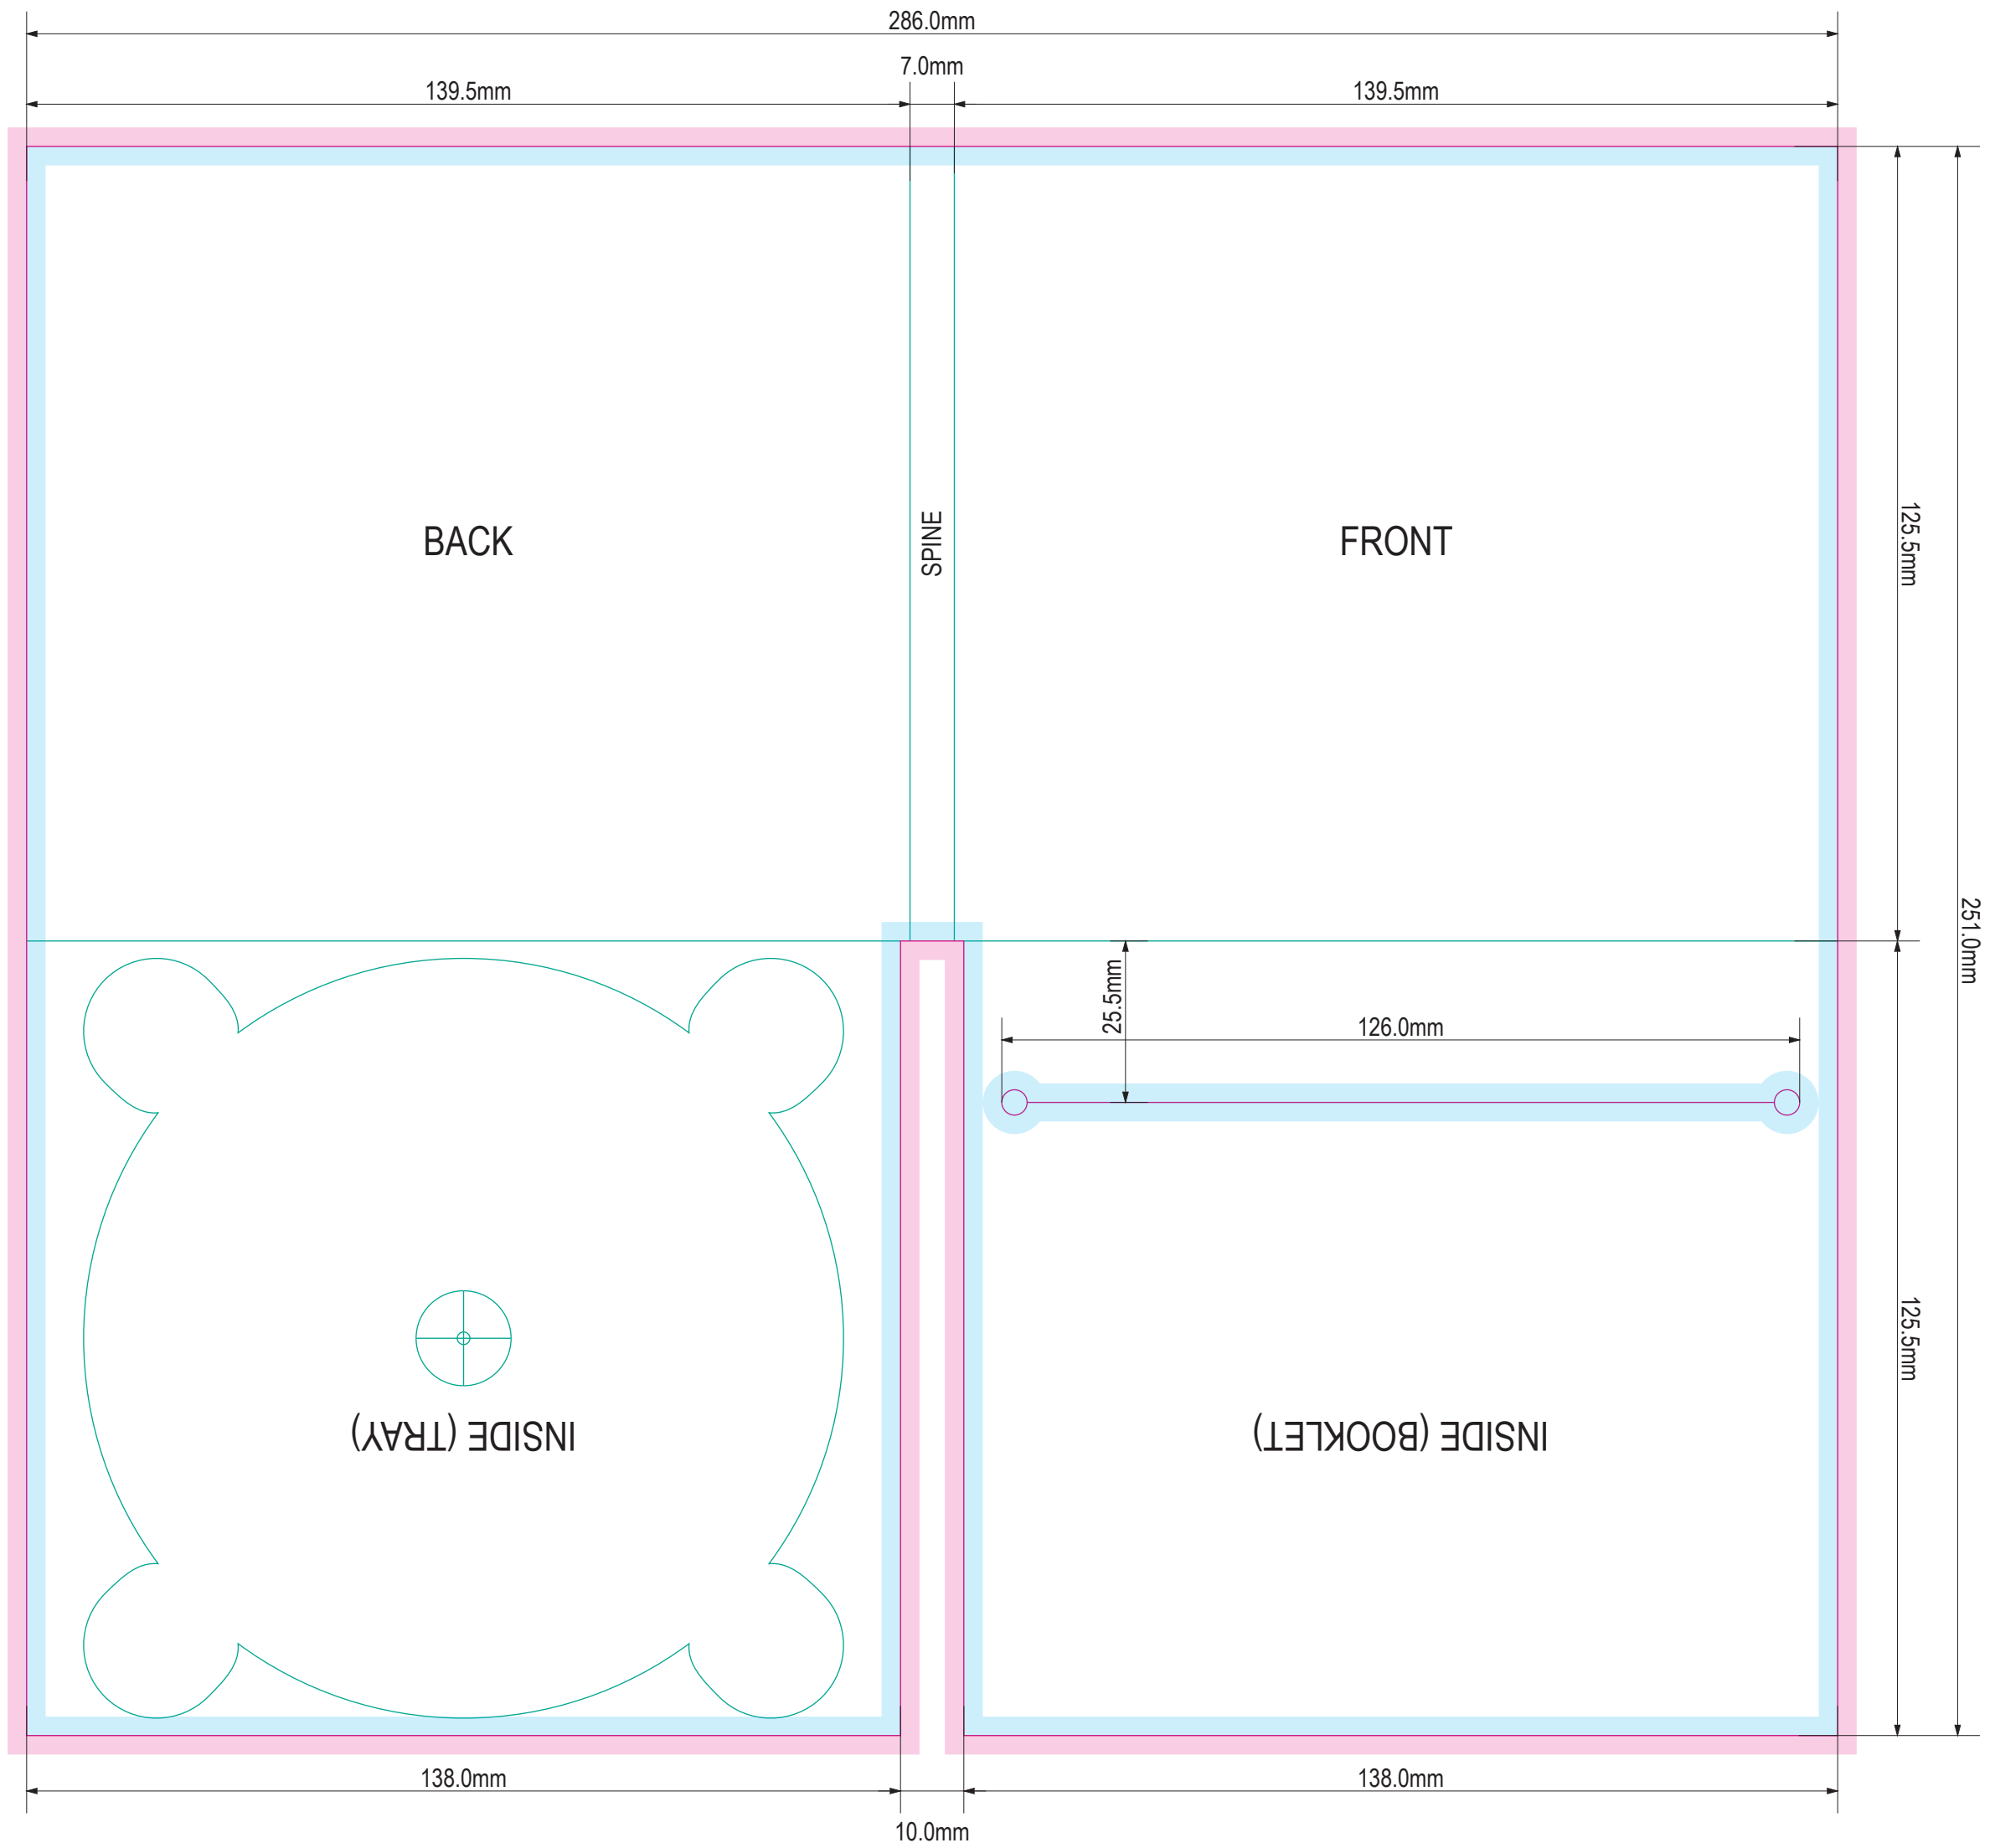 286.0mm
7.0mm
139.5mm
139.5mm
BACK
SPINE
FRONT
125.5mm
251.0mm
25.5mm
126.0mm
125.5mm
INSIDE (TRAY)
INSIDE (BOOKLET)
138.0mm
138.0mm
10.0mm